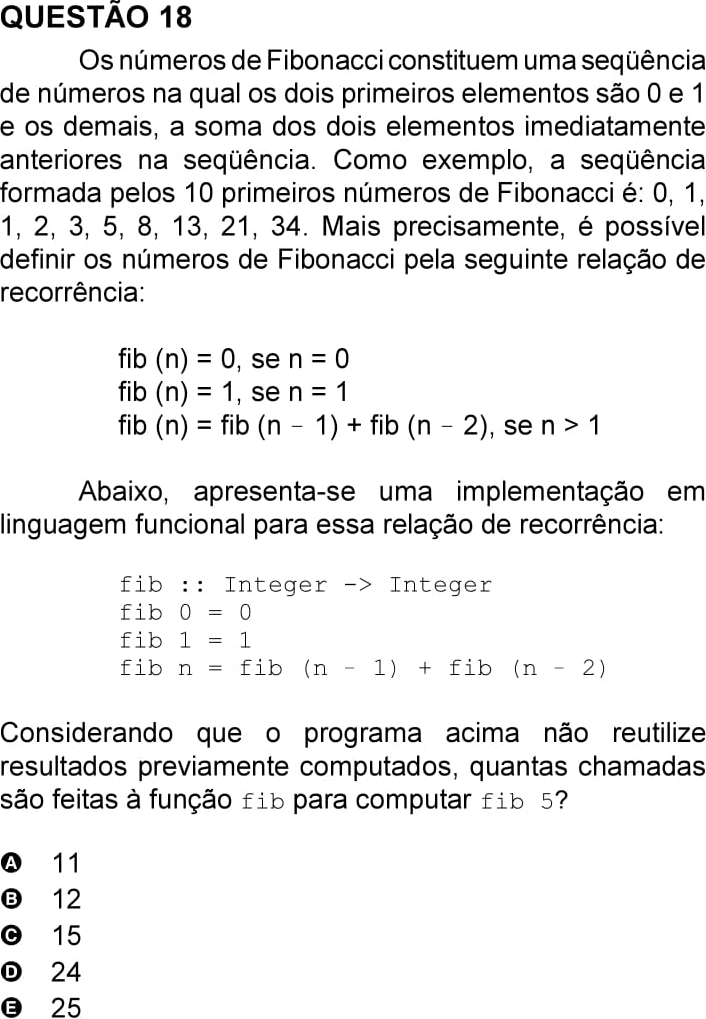 QUESTÃO 18
Os números de Fibonacci constituem uma seqüência
de números na qual os dois primeiros elementos são 0 e 1
e os demais, a soma dos dois elementos imediatamente
anteriores na seqüência. Como exemplo, a seqüência
formada pelos 10 primeiros números de Fibonacci é: 0, 1,
1, 2, 3, 5, 8, 13, 21, 34. Mais precisamente, é possível
definir os números de Fibonacci pela seguinte relação de
recorrência:
fib (n) = 0, se n = 0
fib (n) = 1, se n = 1
fib (n) = fib (n − 1) + fib (n − 2), se n > 1
Abaixo, apresenta-se uma implementação em
linguagem funcional para essa relação de recorrência:
fib :: Integer -> Integer
fib 0 = 0
fib 1 = 1
fib n = fib (n − 1) + fib (n − 2)
Considerando que o programa acima não reutilize
resultados previamente computados, quantas chamadas
são feitas à função fib para computar fib 5?
A 11
B 12
C 15
D 24
E 25